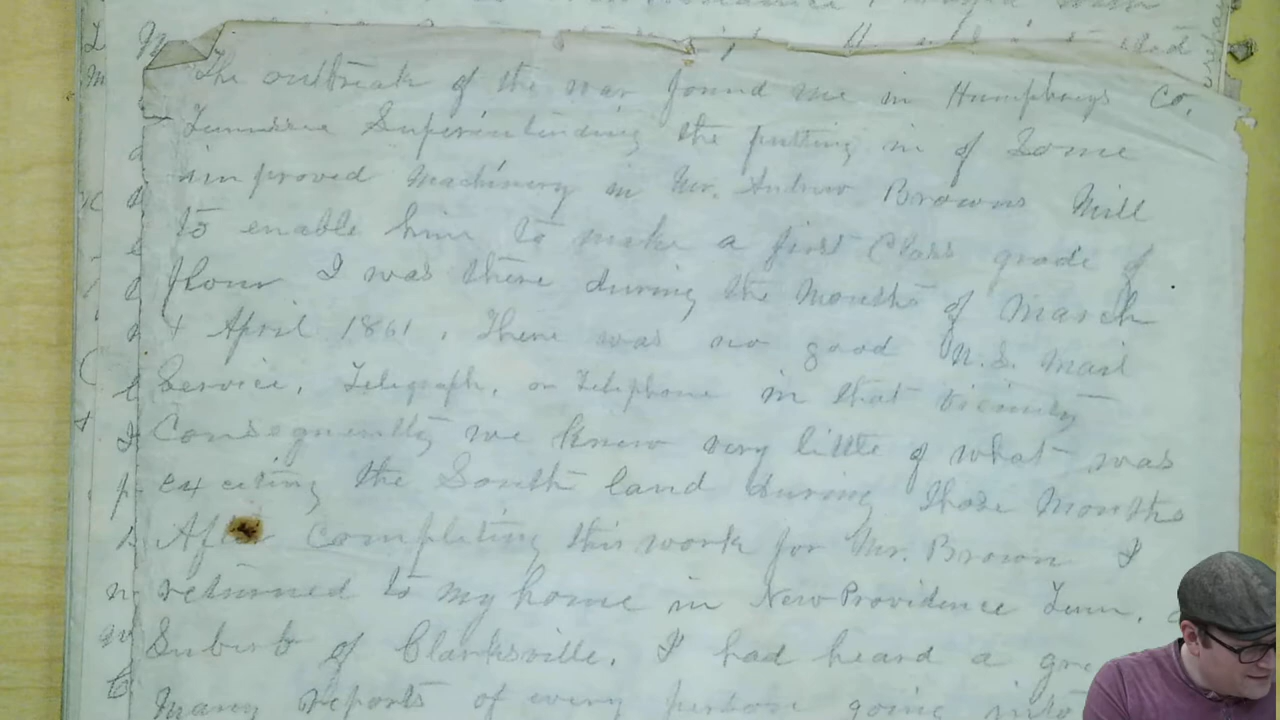 The outbreak of the war found me in Humphreys Co.
Tennessee Superintending the putting in of Some
improved Machinery in Mr. Andrew Browns Mill
to enable him to make a first Class grade of
flour I was there during the Months of March
+ April 1861. There was no good U.S. Mail
Service, Telegraph, or Telephone in that vicinity
Consequently we knew very little of what was
exciting the South land during those Months
After Completing this work for Mr. Brown I
returned to my home in New Providence Tenn.
Suburb of Clarksville. I had heard a
Many reports of every person going into